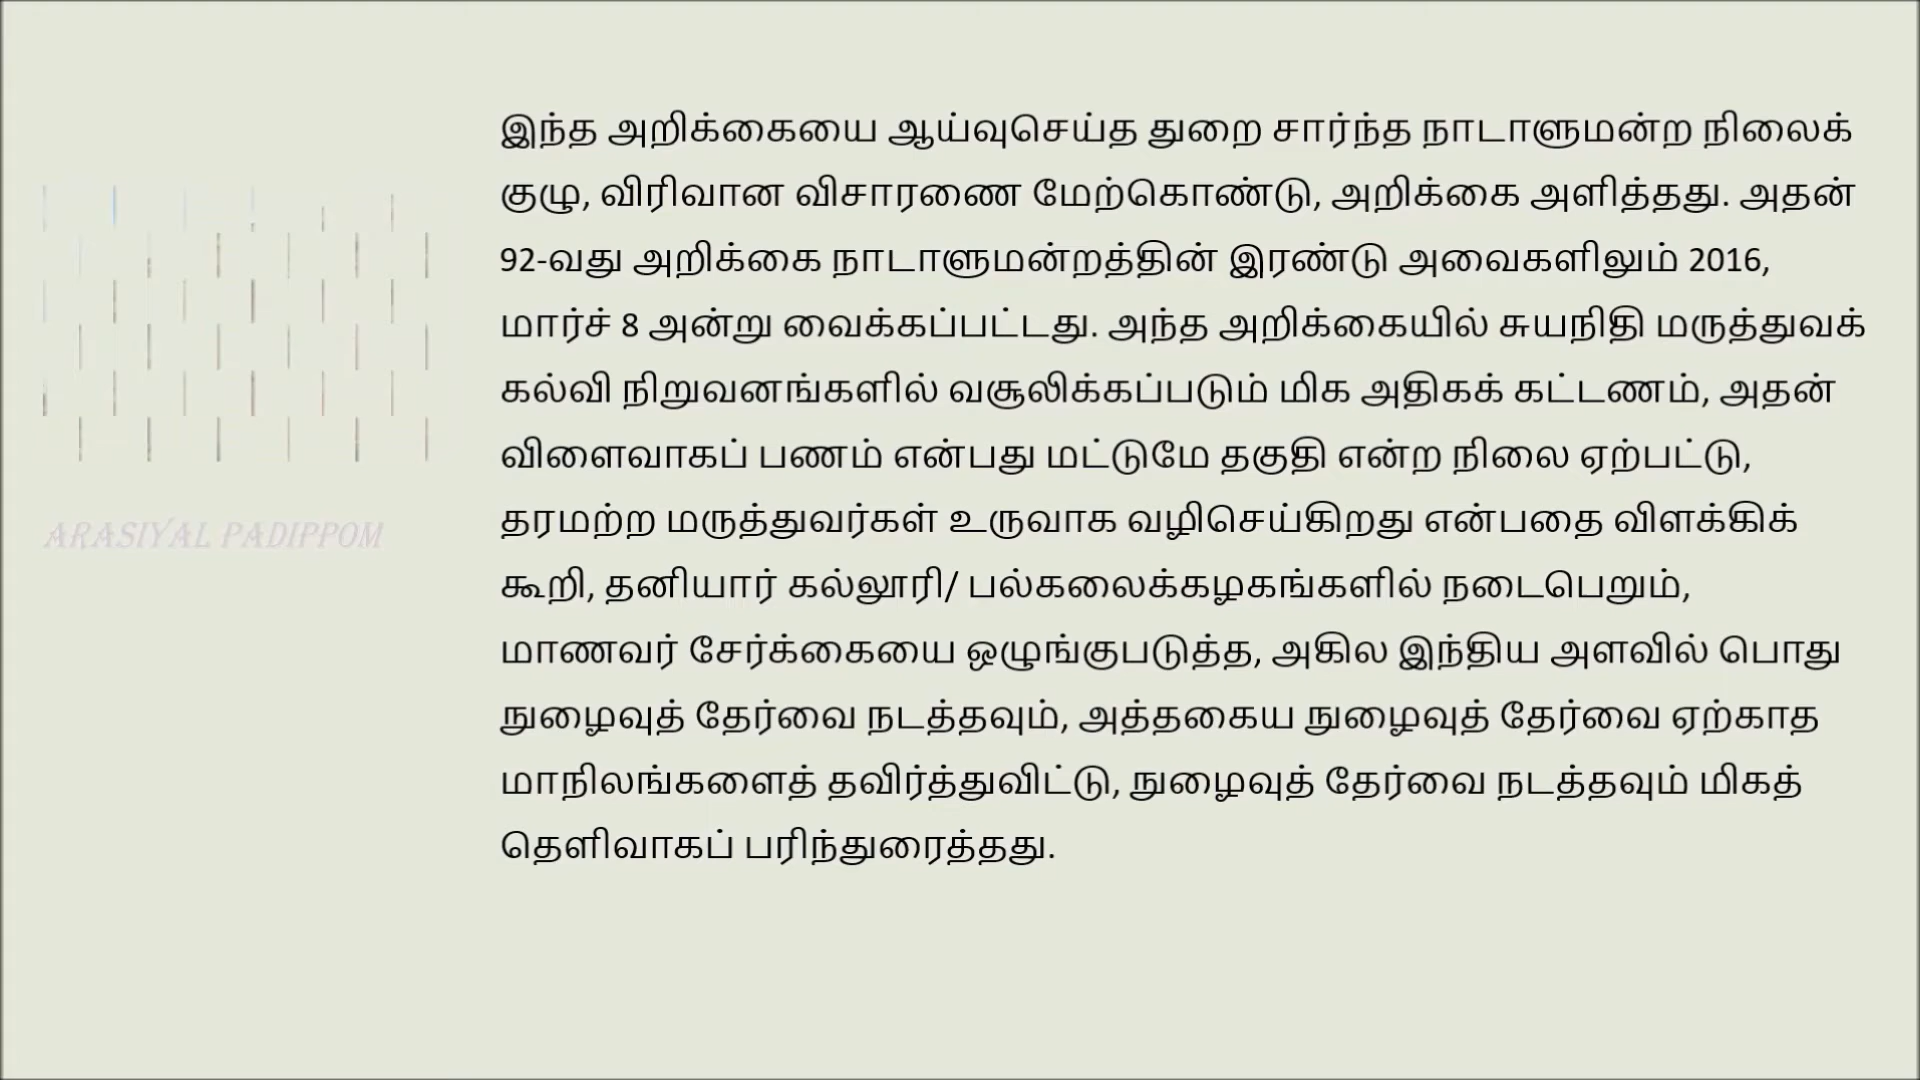 இந்த அறிக்கையை ஆய்வுசெய்த துறை சார்ந்த நாடாளுமன்ற நிலைக்
குழு, விரிவான விசாரணை மேற்கொண்டு, அறிக்கை அளித்தது. அதன்
92-வது அறிக்கை நாடாளுமன்றத்தின் இரண்டு அவைகளிலும் 2016,
மார்ச் 8 அன்று வைக்கப்பட்டது. அந்த அறிக்கையில் சுயநிதி மருத்துவக்
கல்வி நிறுவனங்களில் வசூலிக்கப்படும் மிக அதிகக் கட்டணம், அதன்
விளைவாகப் பணம் என்பது மட்டுமே தகுதி என்ற நிலை ஏற்பட்டு,
தரமற்ற மருத்துவர்கள் உருவாக வழிசெய்கிறது என்பதை விளக்கிக்
கூறி, தனியார் கல்லூரி/ பல்கலைக்கழகங்களில் நடைபெறும்,
மாணவர் சேர்க்கையை ஒழுங்குபடுத்த, அகில இந்திய அளவில் பொது
நுழைவுத் தேர்வை நடத்தவும், அத்தகைய நுழைவுத் தேர்வை ஏற்காத
மாநிலங்களைத் தவிர்த்துவிட்டு, நுழைவுத் தேர்வை நடத்தவும் மிகத்
தெளிவாகப் பரிந்துரைத்தது.
ARASIYAL PADIPPOM